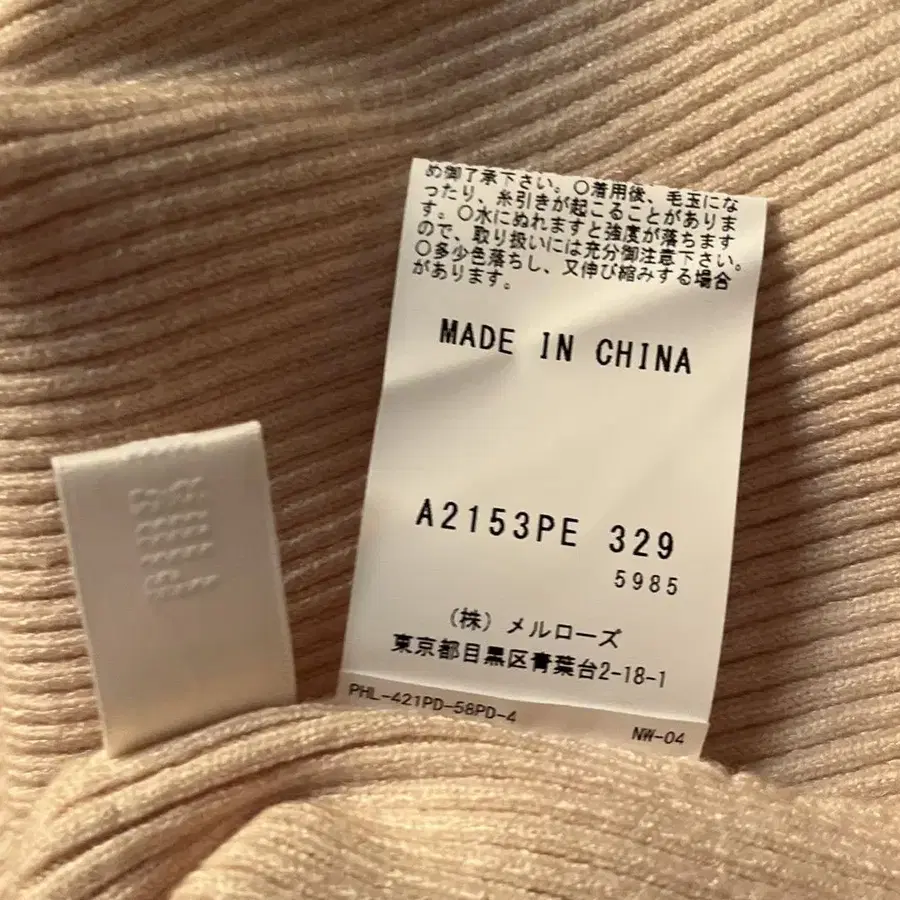 め御了承下さい。○着用後、毛玉にな
ったり、糸引きが起こることがありま
す。○水にぬれますと強度が落ちます
ので、取り扱いには充分御注意下さい。
○多少色落ちし、又伸び縮みする場合
があります。
MADE IN CHINA
A2153PE 329
5985
(株) メルローズ
東京都目黒区青葉台2-18-1
PHL-421PD-58PD-4
NW-04